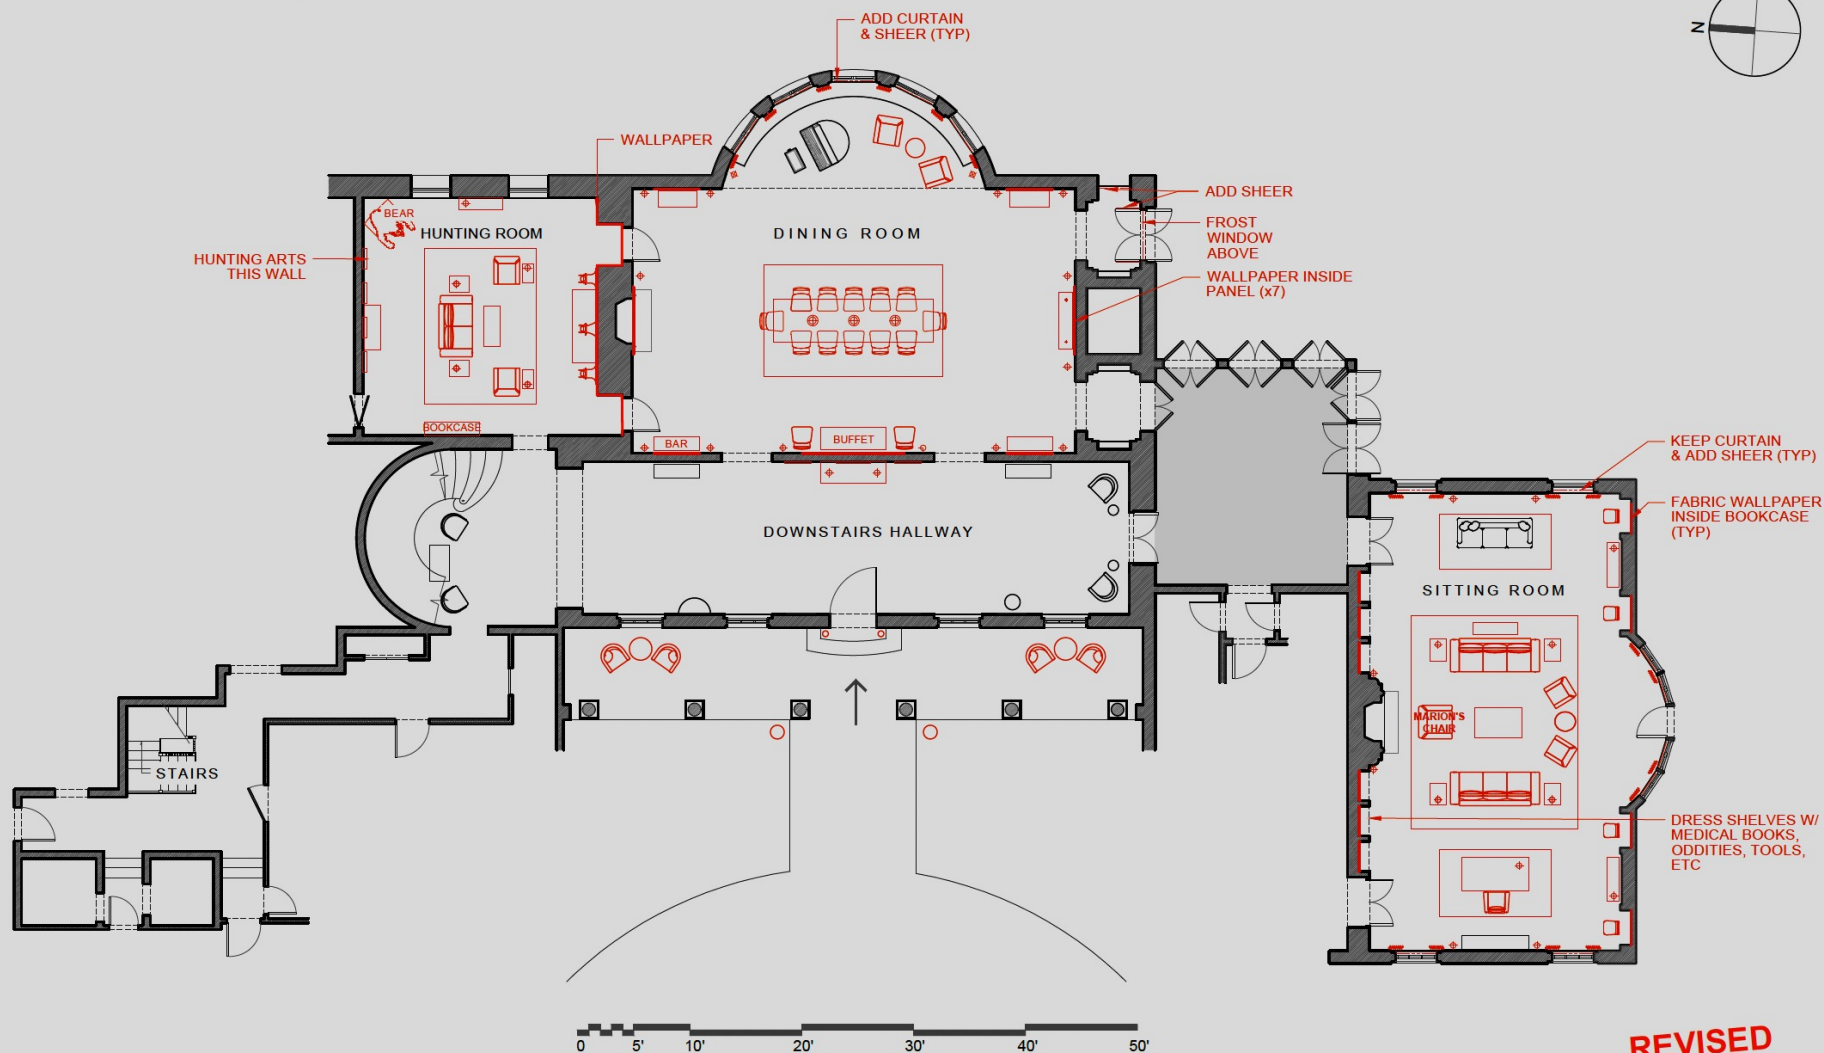 ADD CURTAIN
& SHEER (TYP)
N
WALLPAPER
ADD SHEER
BEAR
HUNTING ROOM
DINING ROOM
FROST
WINDOW
ABOVE
HUNTING ARTS
THIS WALL
WALLPAPER INSIDE
PANEL (x7)
BOOKCASE
BAR
BUFFET
KEEP CURTAIN
& ADD SHEER (TYP)
DOWNSTAIRS HALLWAY
FABRIC WALLPAPER
INSIDE BOOKCASE
(TYP)
SITTING ROOM
MARION'S
CHAIR
STAIRS
DRESS SHELVES W/
MEDICAL BOOKS,
ODDITIES, TOOLS,
ETC
0 5' 10' 20' 30' 40' 50'
REVISED